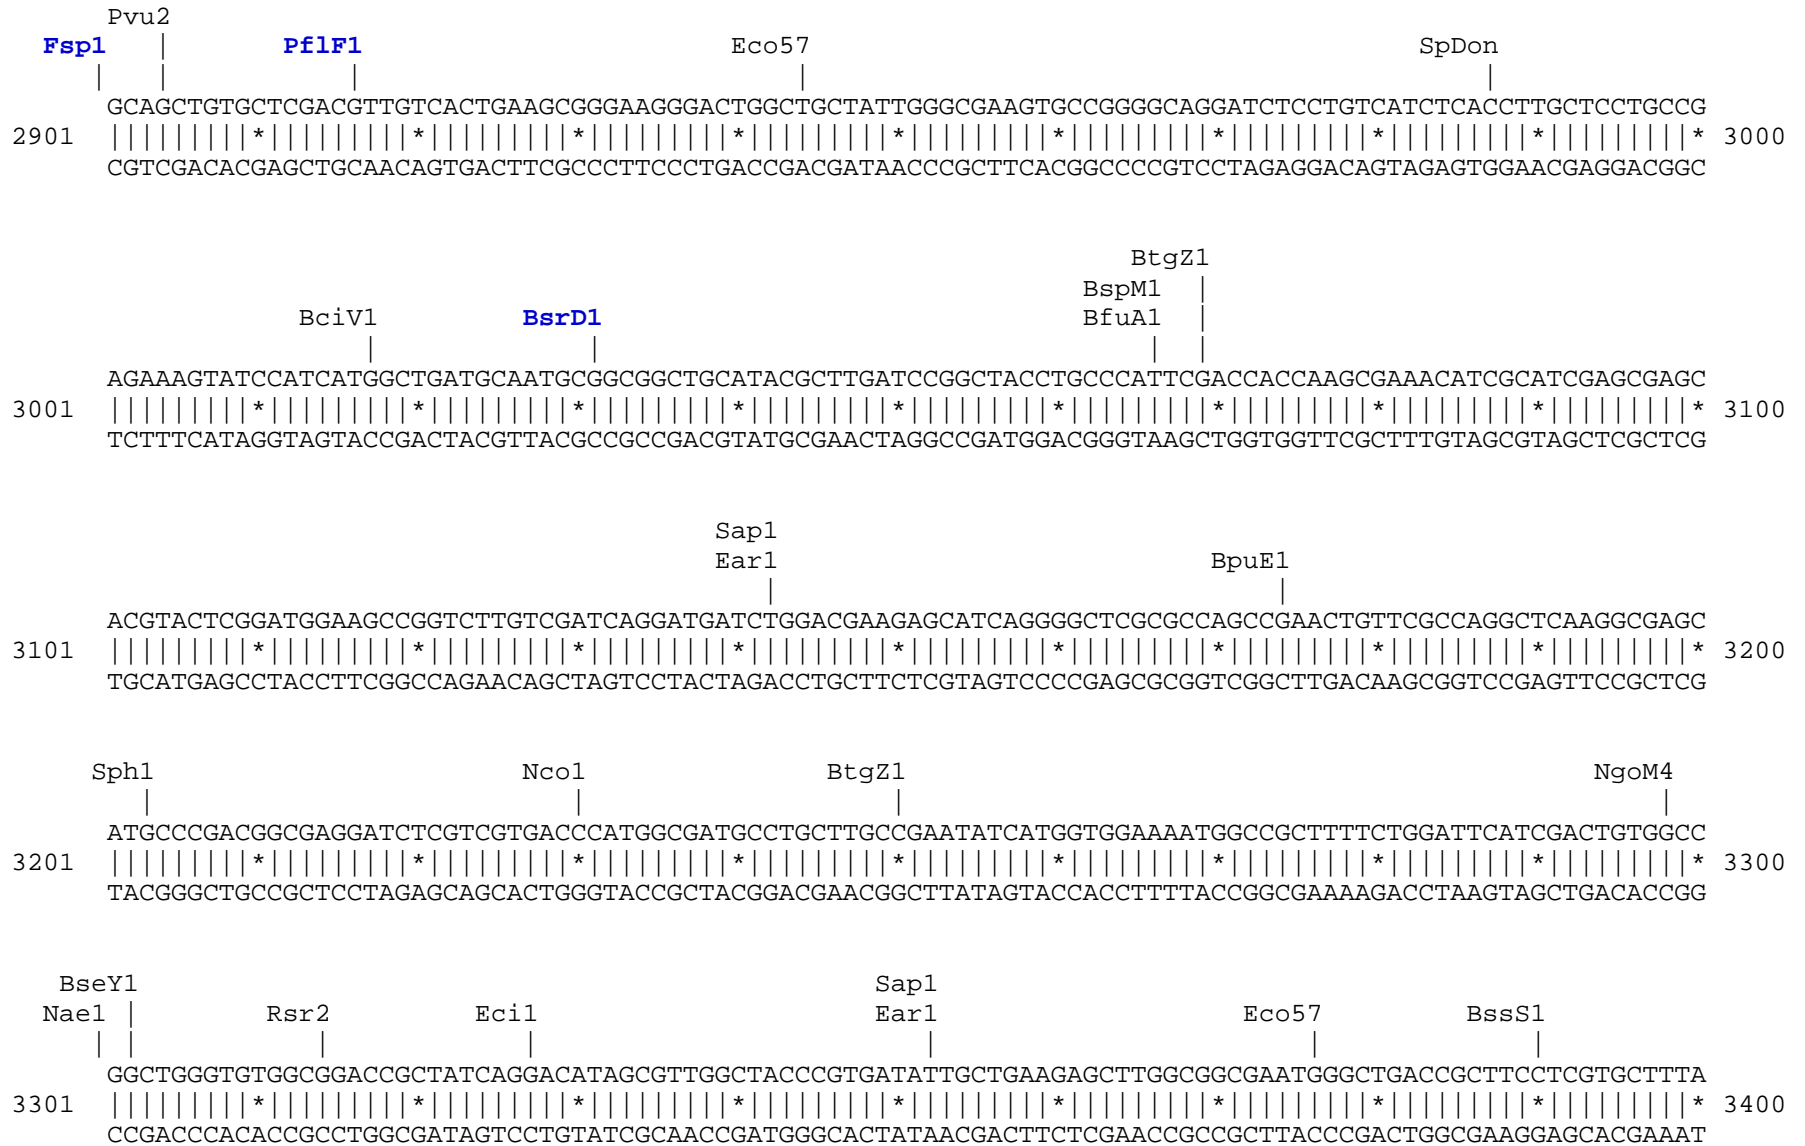 Pvu2
Fsp1 | PflF1 Eco57 SpDon
| | | | |
GCAGCTGTGCTCGACGTTGTCACTGAAGCGGGAAGGGACTGGCTGCTATTGGGCGAAGTGCCGGGGCAGGATCTCCTGTCATCTCACCTTGCTCCTGCCG
2901 |||||||||*|||||||||*|||||||||*|||||||||*|||||||||*|||||||||*|||||||||*|||||||||*|||||||||*|||||||||* 3000
CGTCGACACGAGCTGCAACAGTGACTTCGCCCTTCCCTGACCGACGATAACCCGCTTCACGGCCCCGTCCTAGAGGACAGTAGAGTGGAACGAGGACGGC
BtgZ1
BspM1 |
BciV1 BsrD1 BfuA1 |
| | | |
AGAAAGTATCCATCATGGCTGATGCAATGCGGCGGCTGCATACGCTTGATCCGGCTACCTGCCCATTCGACCACCAAGCGAAACATCGCATCGAGCGAGC
3001 |||||||||*|||||||||*|||||||||*|||||||||*|||||||||*|||||||||*|||||||||*|||||||||*|||||||||*|||||||||* 3100
TCTTTCATAGGTAGTACCGACTACGTTACGCCGCCGACGTATGCGAACTAGGCCGATGGACGGGTAAGCTGGTGGTTCGCTTTGTAGCGTAGCTCGCTCG
Sap1
Ear1 BpuE1
| |
ACGTACTCGGATGGAAGCCGGTCTTGTCGATCAGGATGATCTGGACGAAGAGCATCAGGGGCTCGCGCCAGCCGAACTGTTCGCCAGGCTCAAGGCGAGC
3101 |||||||||*|||||||||*|||||||||*|||||||||*|||||||||*|||||||||*|||||||||*|||||||||*|||||||||*|||||||||* 3200
TGCATGAGCCTACCTTCGGCCAGAACAGCTAGTCCTACTAGACCTGCTTCTCGTAGTCCCCGAGCGCGGTCGGCTTGACAAGCGGTCCGAGTTCCGCTCG
Sph1 Nco1 BtgZ1 NgoM4
| | | |
ATGCCCGACGGCGAGGATCTCGTCGTGACCCATGGCGATGCCTGCTTGCCGAATATCATGGTGGAAAATGGCCGCTTTTCTGGATTCATCGACTGTGGCC
3201 |||||||||*|||||||||*|||||||||*|||||||||*|||||||||*|||||||||*|||||||||*|||||||||*|||||||||*|||||||||* 3300
TACGGGCTGCCGCTCCTAGAGCAGCACTGGGTACCGCTACGGACGAACGGCTTATAGTACCACCTTTTACCGGCGAAAAGACCTAAGTAGCTGACACCGG
BseY1 Sap1
Nae1 | Rsr2 Eci1 Ear1 Eco57 BssS1
| | | | | | |
GGCTGGGTGTGGCGGACCGCTATCAGGACATAGCGTTGGCTACCCGTGATATTGCTGAAGAGCTTGGCGGCGAATGGGCTGACCGCTTCCTCGTGCTTTA
3301 |||||||||*|||||||||*|||||||||*|||||||||*|||||||||*|||||||||*|||||||||*|||||||||*|||||||||*|||||||||* 3400
CCGACCCACACCGCCTGGCGATAGTCCTGTATCGCAACCGATGGGCACTATAACGACTTCTCGAACCGCCGCTTACCCGACTGGCGAAGGAGCACGAAAT